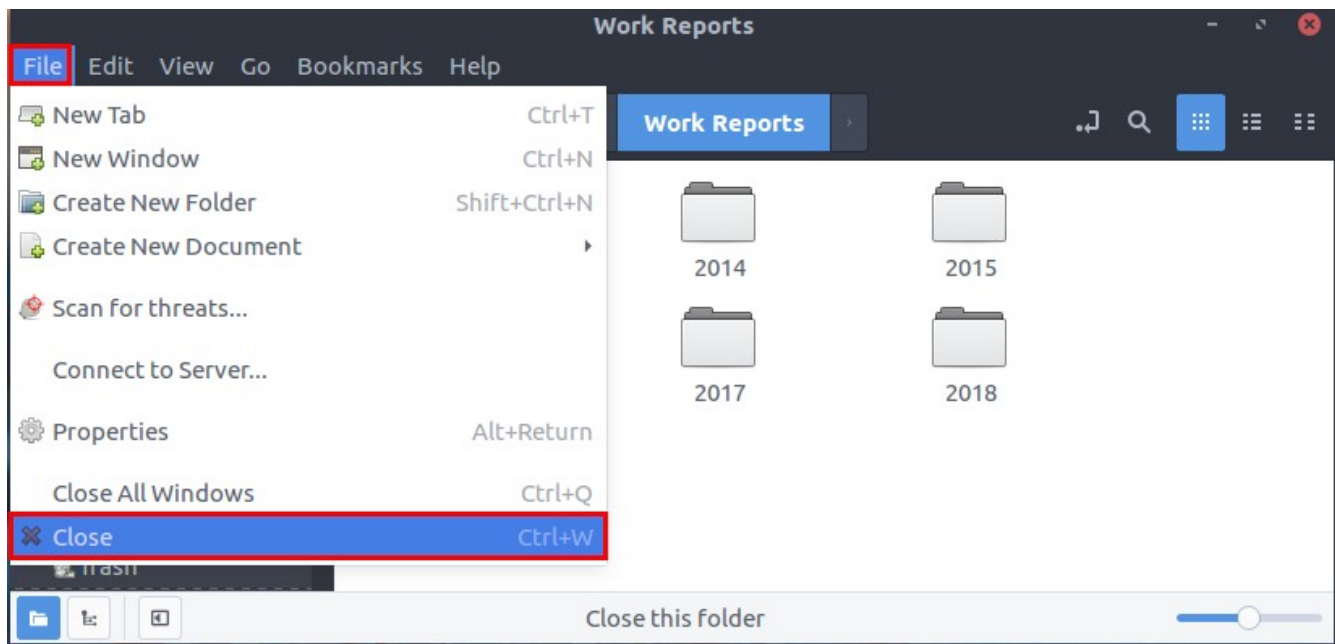 Work Reports
File Edit View Go Bookmarks Help
New Tab Ctrl+T
Work Reports
New Window Ctrl+N
Create New Folder Shift+Ctrl+N
Create New Document
2014 2015
Scan for threats...
Connect to Server...
2017 2018
Properties Alt+Return
Close All Windows Ctrl+Q
Close Ctrl+W
Trash
Close this folder